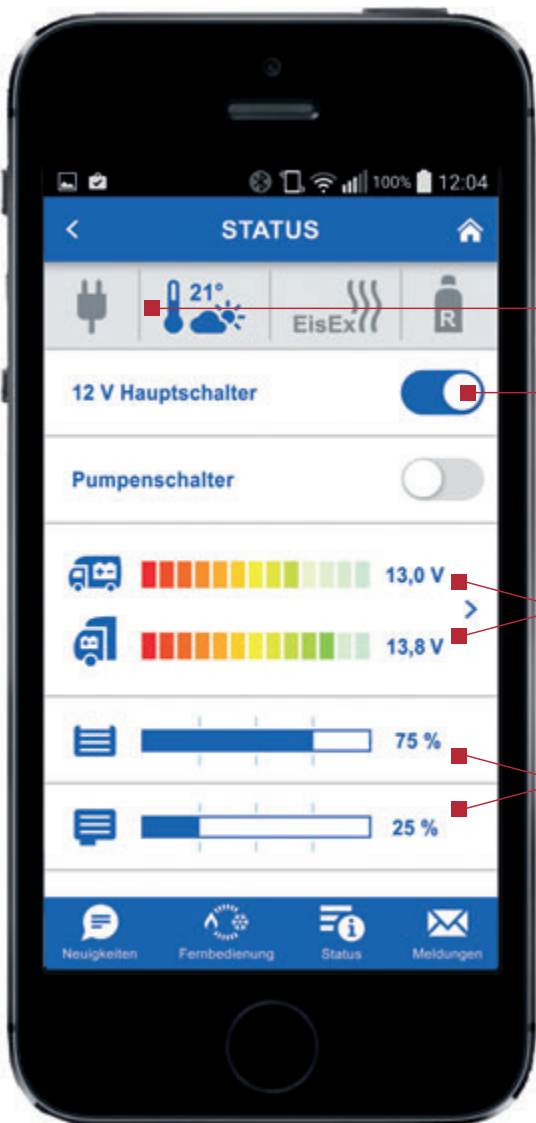 100% 12:04
STATUS
21°
EisEx
R
12 V Hauptschalter
Pumpenschalter
13,0 V
13,8 V
75 %
25 %
Neuigkeiten Fernbedienung Status Meldungen